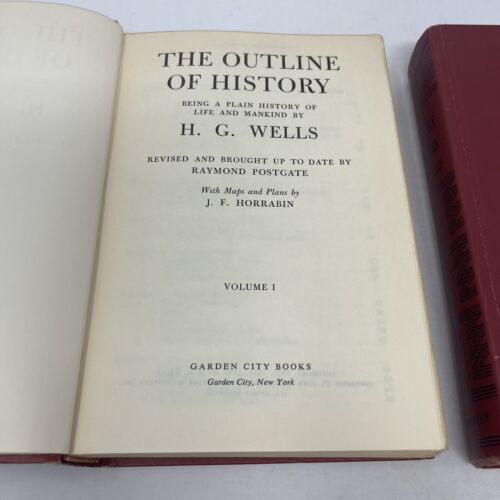 THE OUTLINE
OF HISTORY
BEING A PLAIN HISTORY OF
LIFE AND MANKIND BY
H. G. WELLS
REVISED AND BROUGHT UP TO DATE BY
RAYMOND POSTGATE
With Maps and Plans by
J. F. HORRABIN
VOLUME I
GARDEN CITY BOOKS
Garden City, New York